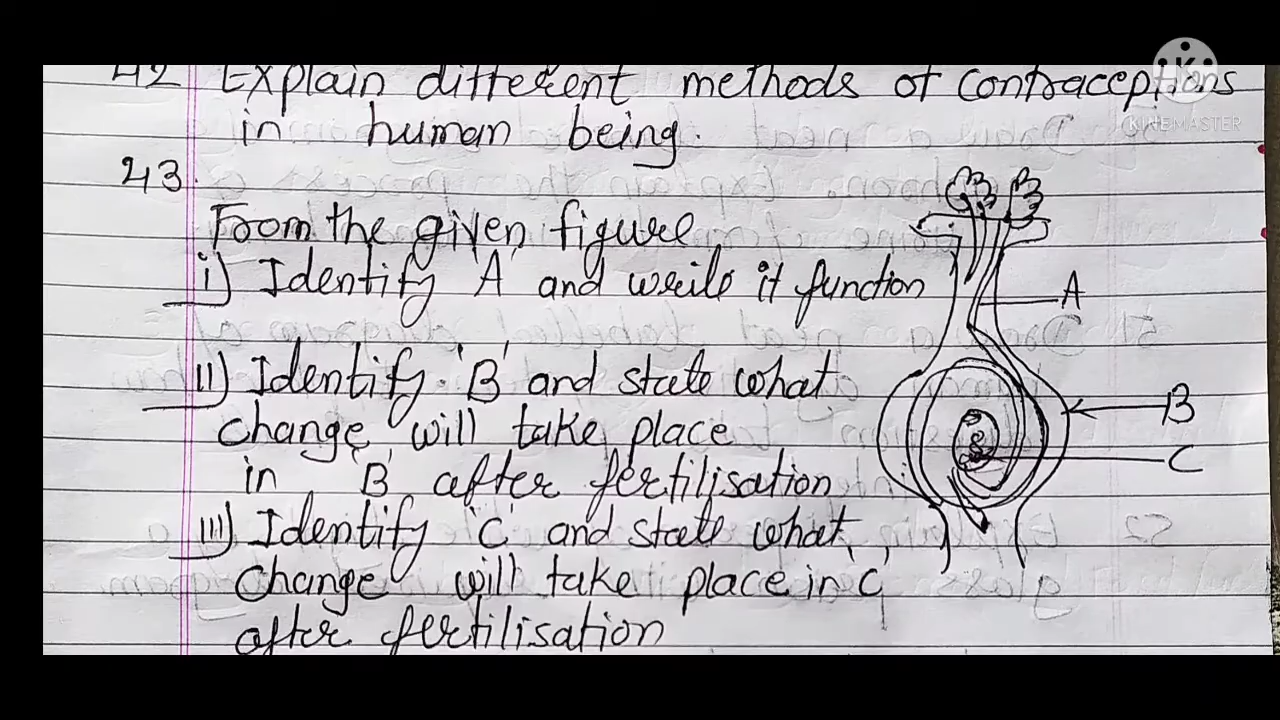 42 Explain different methods of contraceptions
in human being.
KINEMASTER
43.
From the given figure
i) Identify 'A' and write it function
A
ii) Identify 'B' and state what
B
change will take place
C
in 'B' after fertilisation
iii) Identify 'C' and state what
change will take place in 'C'
after fertilisation